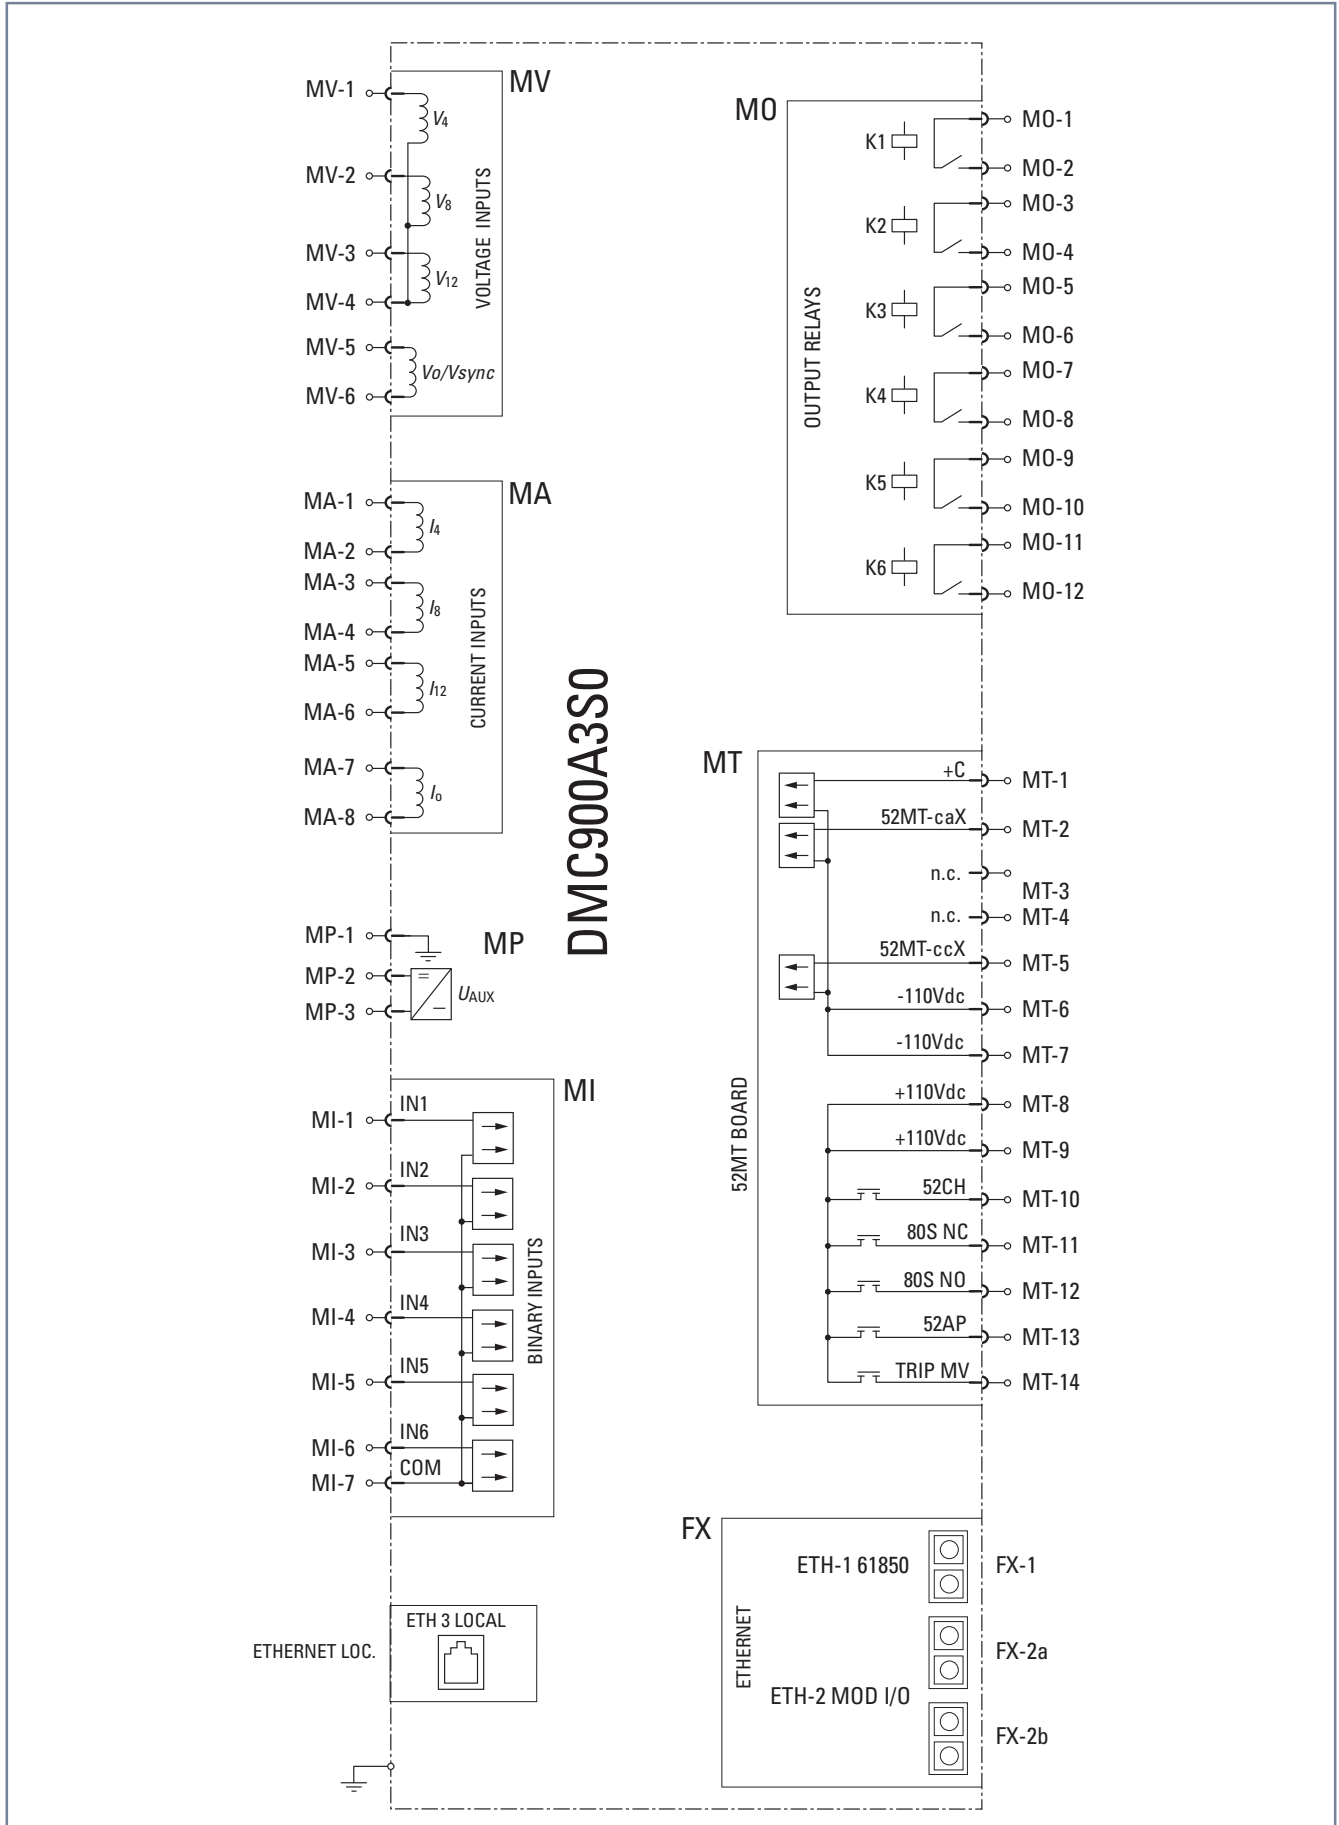 MV
MV-1
V4
MV-2
V8
MV-3
V12
MV-4
MV-5
Vo/Vsync
MV-6
VOLTAGE INPUTS
MA
MA-1
I4
MA-2
MA-3
I8
MA-4
MA-5
I12
MA-6
MA-7
Io
MA-8
CURRENT INPUTS
MP
MP-1
MP-2
UAUX
MP-3
MI
MI-1 IN1
MI-2 IN2
MI-3 IN3
MI-4 IN4
MI-5 IN5
MI-6 IN6
MI-7 COM
BINARY INPUTS
ETH 3 LOCAL
ETHERNET LOC.
DMC900A3S0
MO
K1
MO-1
MO-2
K2
MO-3
MO-4
K3
MO-5
MO-6
K4
MO-7
MO-8
K5
MO-9
MO-10
K6
MO-11
MO-12
OUTPUT RELAYS
MT
+C MT-1
52MT-caX MT-2
n.c. MT-3
n.c. MT-4
52MT-ccX MT-5
-110Vdc MT-6
-110Vdc MT-7
+110Vdc MT-8
+110Vdc MT-9
52CH MT-10
80S NC MT-11
80S NO MT-12
52AP MT-13
TRIP MV MT-14
52MT BOARD
FX
ETH-1 61850 FX-1
FX-2a
ETH-2 MOD I/O
FX-2b
ETHERNET